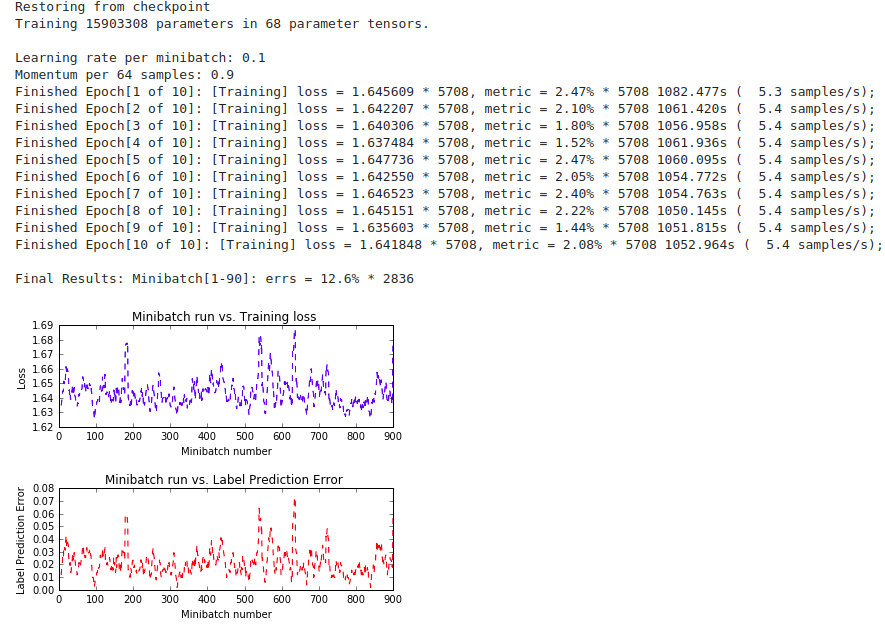 Restoring from checkpoint
Training 15903308 parameters in 68 parameter tensors.
Learning rate per minibatch: 0.1
Momentum per 64 samples: 0.9
Finished Epoch[1 of 10]: [Training] loss = 1.645609 * 5708, metric = 2.47% * 5708 1082.477s (  5.3 samples/s);
Finished Epoch[2 of 10]: [Training] loss = 1.642207 * 5708, metric = 2.10% * 5708 1061.420s (  5.4 samples/s);
Finished Epoch[3 of 10]: [Training] loss = 1.640306 * 5708, metric = 1.80% * 5708 1056.958s (  5.4 samples/s);
Finished Epoch[4 of 10]: [Training] loss = 1.637484 * 5708, metric = 1.52% * 5708 1061.936s (  5.4 samples/s);
Finished Epoch[5 of 10]: [Training] loss = 1.647736 * 5708, metric = 2.47% * 5708 1060.095s (  5.4 samples/s);
Finished Epoch[6 of 10]: [Training] loss = 1.642550 * 5708, metric = 2.05% * 5708 1054.772s (  5.4 samples/s);
Finished Epoch[7 of 10]: [Training] loss = 1.646523 * 5708, metric = 2.40% * 5708 1054.763s (  5.4 samples/s);
Finished Epoch[8 of 10]: [Training] loss = 1.645151 * 5708, metric = 2.22% * 5708 1050.145s (  5.4 samples/s);
Finished Epoch[9 of 10]: [Training] loss = 1.635603 * 5708, metric = 1.44% * 5708 1051.815s (  5.4 samples/s);
Finished Epoch[10 of 10]: [Training] loss = 1.641848 * 5708, metric = 2.08% * 5708 1052.964s (  5.4 samples/s);
Final Results: Minibatch[1-90]: errs = 12.6% * 2836
Minibatch run vs. Training loss
Loss
1.69
1.68
1.67
1.66
1.65
1.64
1.63
1.62
0 100 200 300 400 500 600 700 800 900
Minibatch number
Minibatch run vs. Label Prediction Error
Label Prediction Error
0.08
0.07
0.06
0.05
0.04
0.03
0.02
0.01
0.00
0 100 200 300 400 500 600 700 800 900
Minibatch number